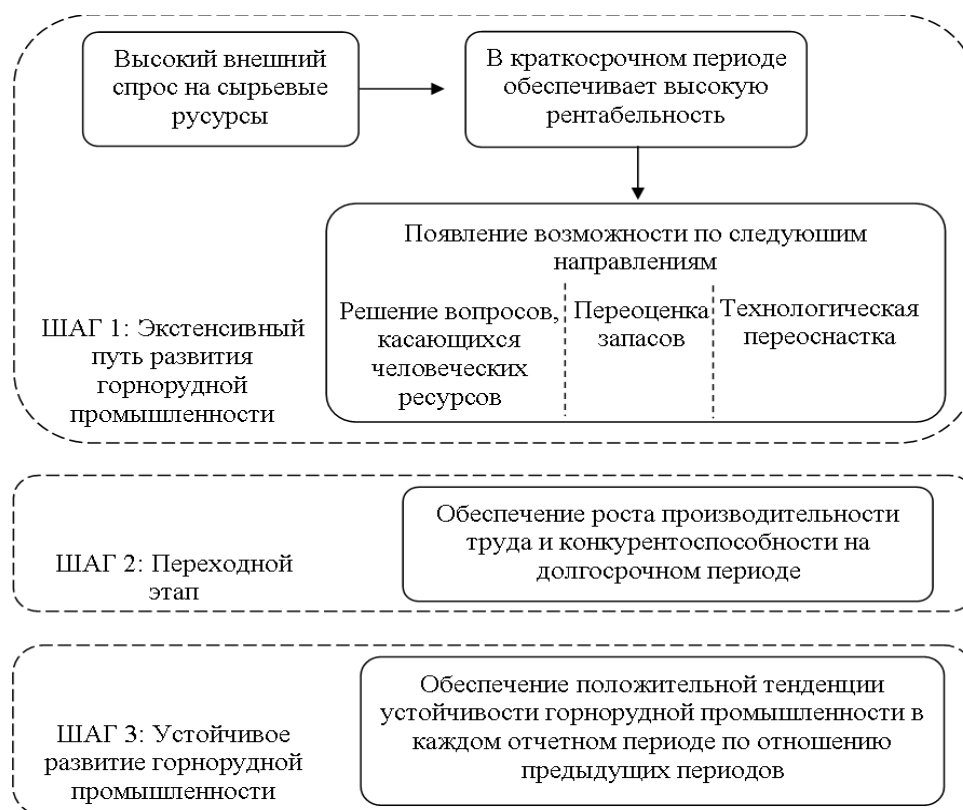 Высокий внешний
спрос на сырьевые
русурсы
В краткосрочном периоде
обеспечивает высокую
рентабельность
Появление возможности по следуюшим
направлениям
Решение вопросов,
касающихся
человеческих
ресурсов
Переоценка
запасов
Технологическая
переоснастка
ШАГ 1: Экстенсивный
путь развития
горнорудной
промышленности
Обеспечение роста производительности
труда и конкурентоспособности на
долгосрочном периоде
ШАГ 2: Переходной
этап
Обеспечение положительной тенденции
устойчивости горнорудной промышленности в
каждом отчетном периоде по отношению
предыдущих периодов
ШАГ 3: Устойчивое
развитие горнорудной
промышленности